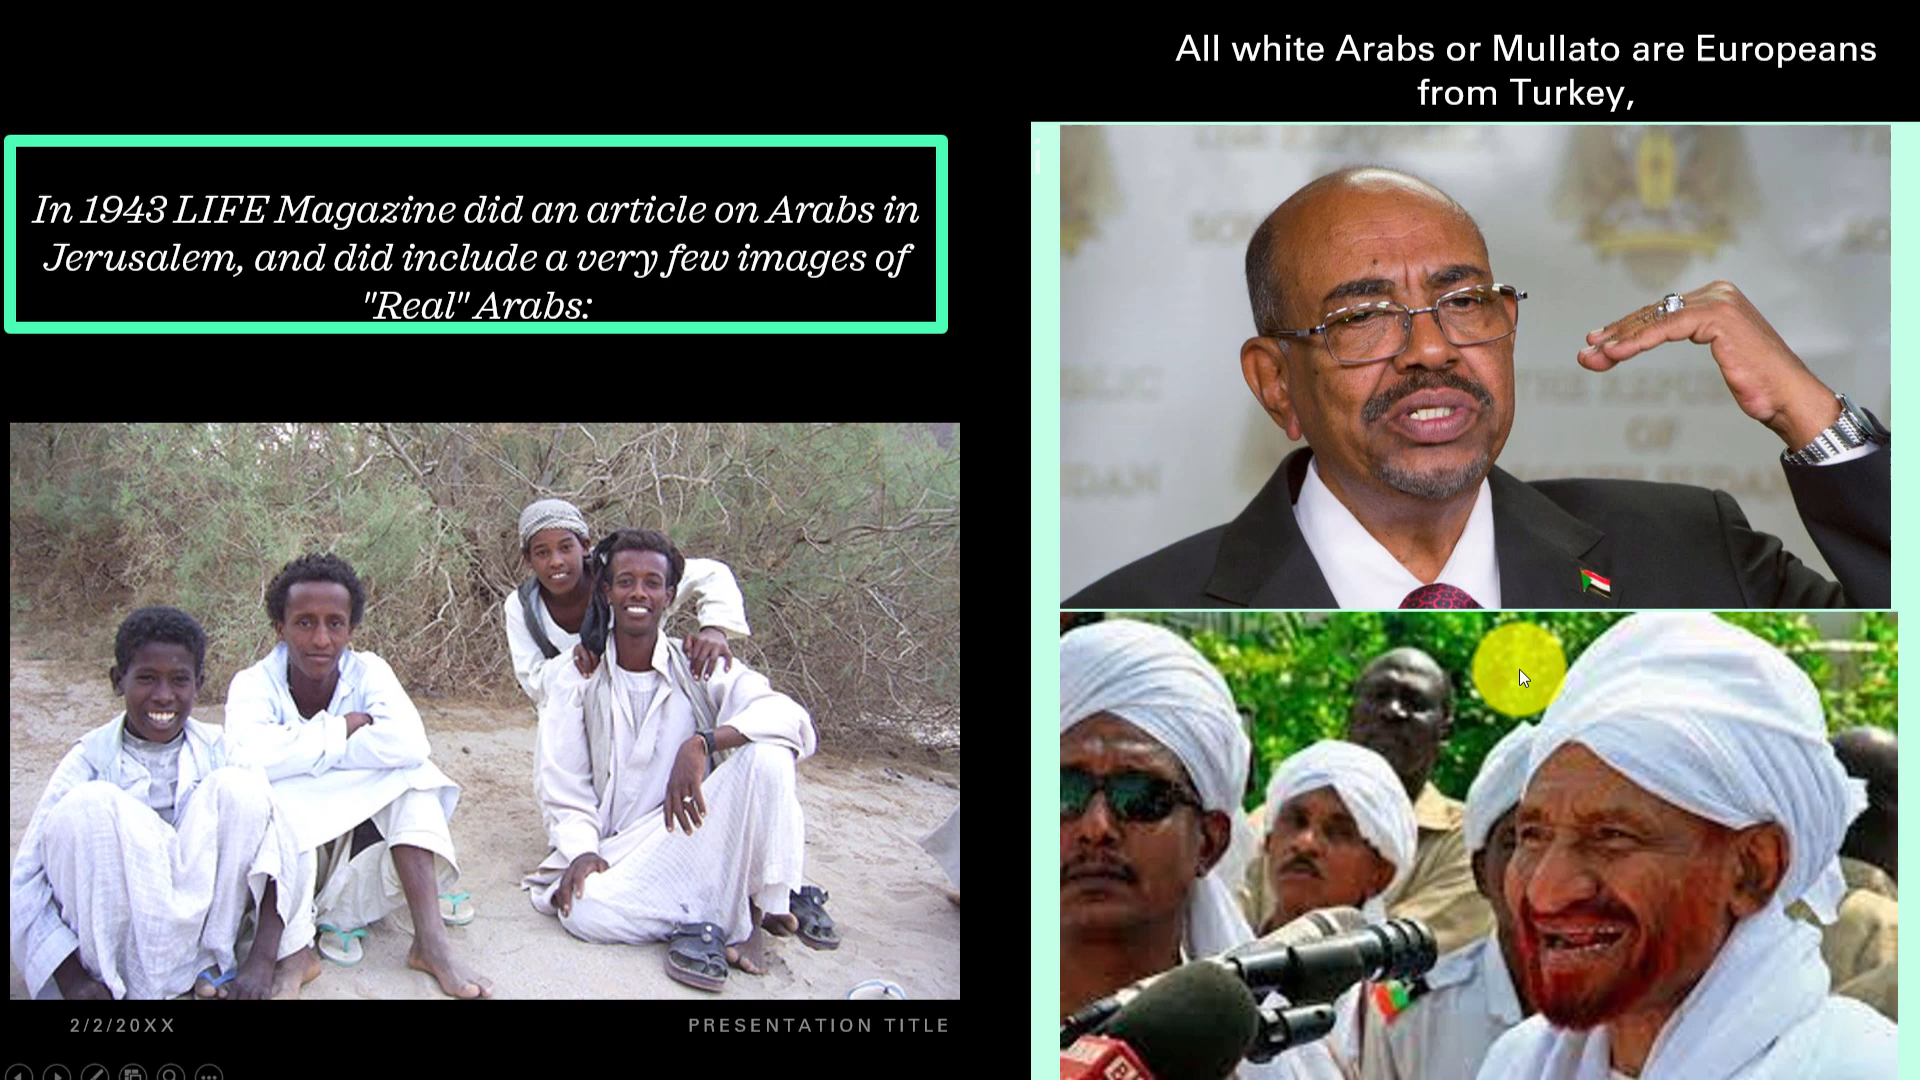 All white Arabs or Mullato are Europeans
from Turkey,
In 1943 LIFE Magazine did an article on Arabs in
Jerusalem, and did include a very few images of
"Real" Arabs:
2/2/20XX
PRESENTATION TITLE